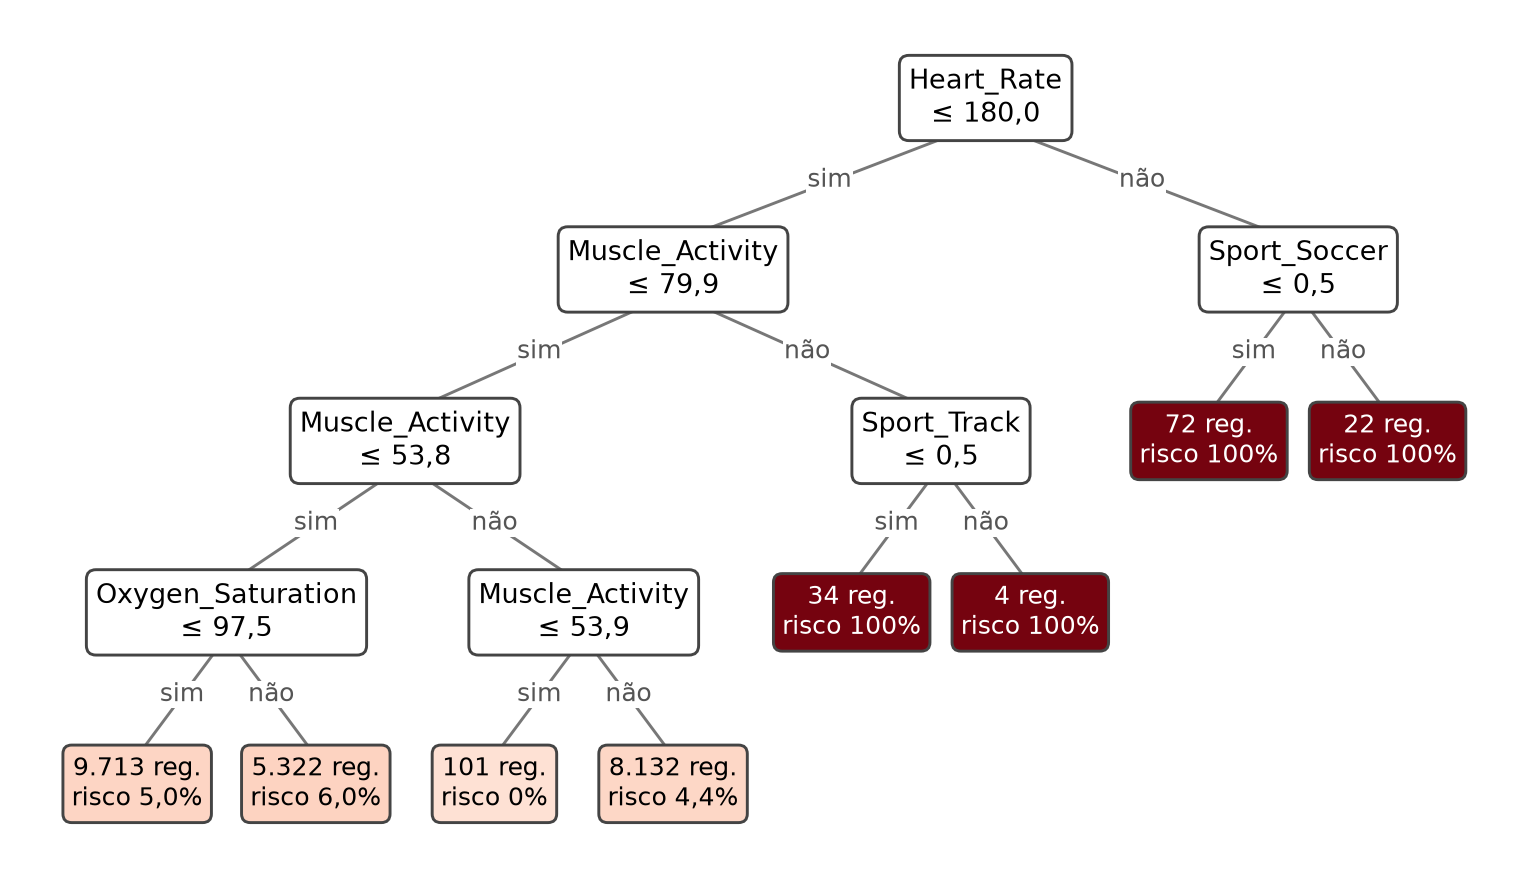 Heart_Rate
≤ 180,0
sim
não
Muscle_Activity
≤ 79,9
Sport_Soccer
≤ 0,5
sim
não
sim
não
Muscle_Activity
≤ 53,8
Sport_Track
≤ 0,5
72 reg.
risco 100%
22 reg.
risco 100%
sim
não
sim
não
Oxygen_Saturation
≤ 97,5
Muscle_Activity
≤ 53,9
34 reg.
risco 100%
4 reg.
risco 100%
sim
não
sim
não
9.713 reg.
risco 5,0%
5.322 reg.
risco 6,0%
101 reg.
risco 0%
8.132 reg.
risco 4,4%